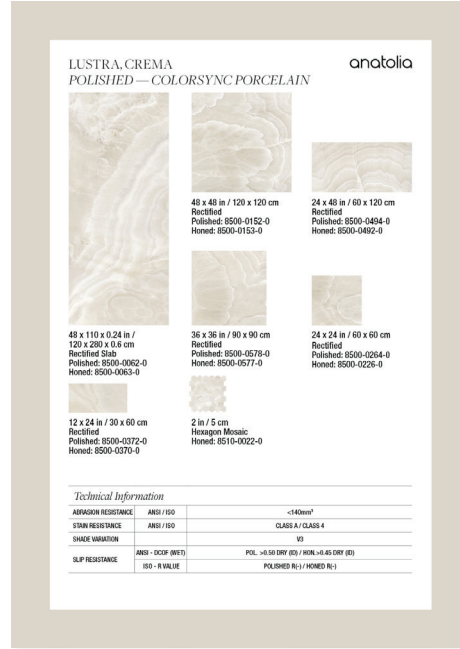 LUSTRA, CREMA
anatolia
POLISHED — COLORSYNC PORCELAIN
48 x 48 in / 120 x 120 cm
Rectified
Polished: 8500-0152-0
Honed: 8500-0153-0
24 x 48 in / 60 x 120 cm
Rectified
Polished: 8500-0494-0
Honed: 8500-0492-0
48 x 110 x 0.24 in /
120 x 280 x 0.6 cm
Rectified Slab
Polished: 8500-0062-0
Honed: 8500-0063-0
36 x 36 in / 90 x 90 cm
Rectified
Polished: 8500-0578-0
Honed: 8500-0577-0
24 x 24 in / 60 x 60 cm
Rectified
Polished: 8500-0264-0
Honed: 8500-0226-0
12 x 24 in / 30 x 60 cm
Rectified
Polished: 8500-0372-0
Honed: 8500-0370-0
2 in / 5 cm
Hexagon Mosaic
Honed: 8510-0022-0
Technical Information
ABRASION RESISTANCE ANSI / ISO <140mm³
STAIN RESISTANCE ANSI / ISO CLASS A / CLASS 4
SHADE VARIATION V3
SLIP RESISTANCE ANSI - DCOF (WET) POL. >0.50 DRY (ID) / HON.>0.45 DRY (ID)
ISO - R VALUE POLISHED R(-) / HONED R(-)